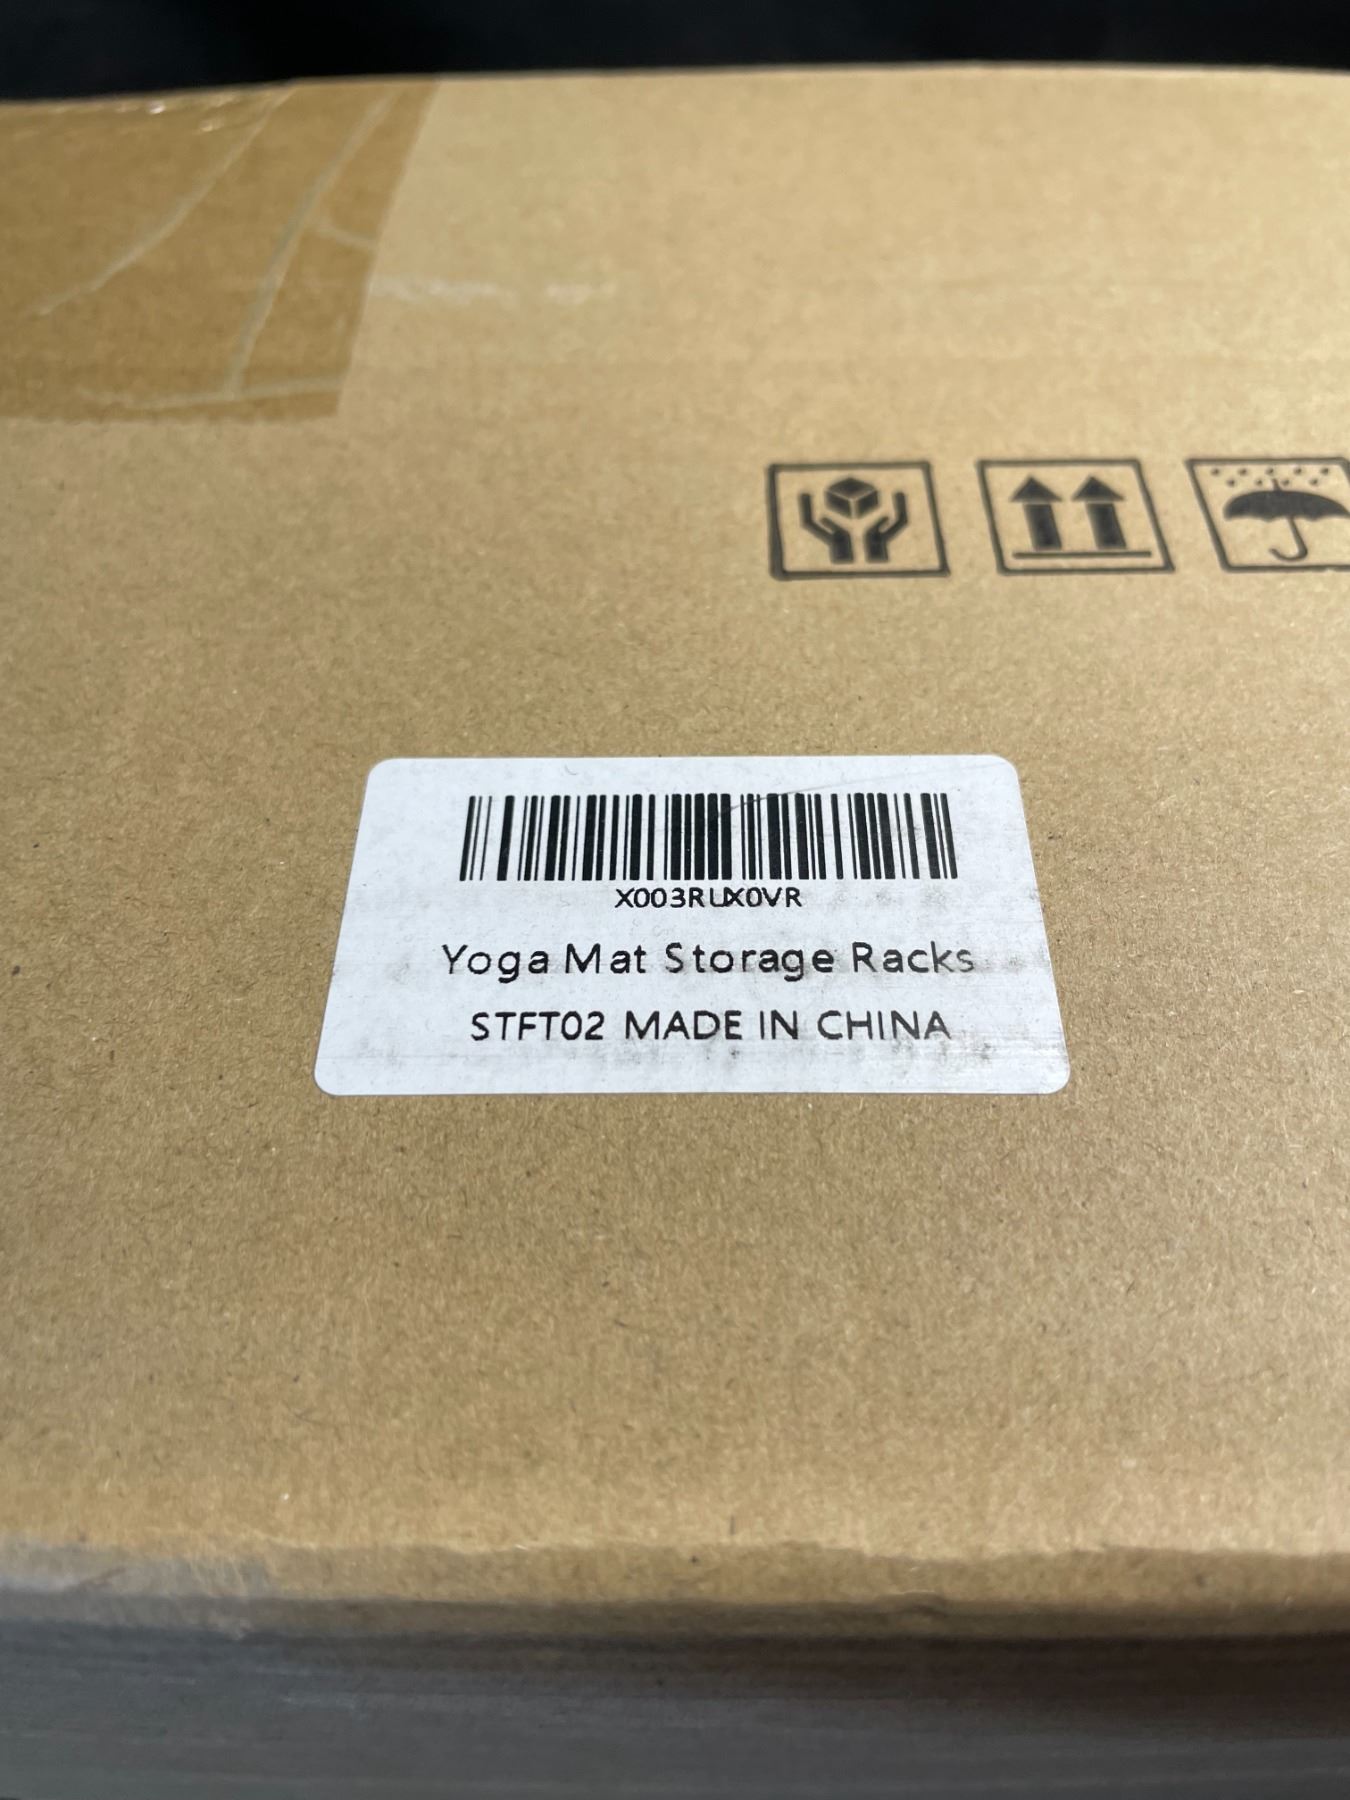 X003RUX0VR
Yoga Mat Storage Racks
STFT02 MADE IN CHINA